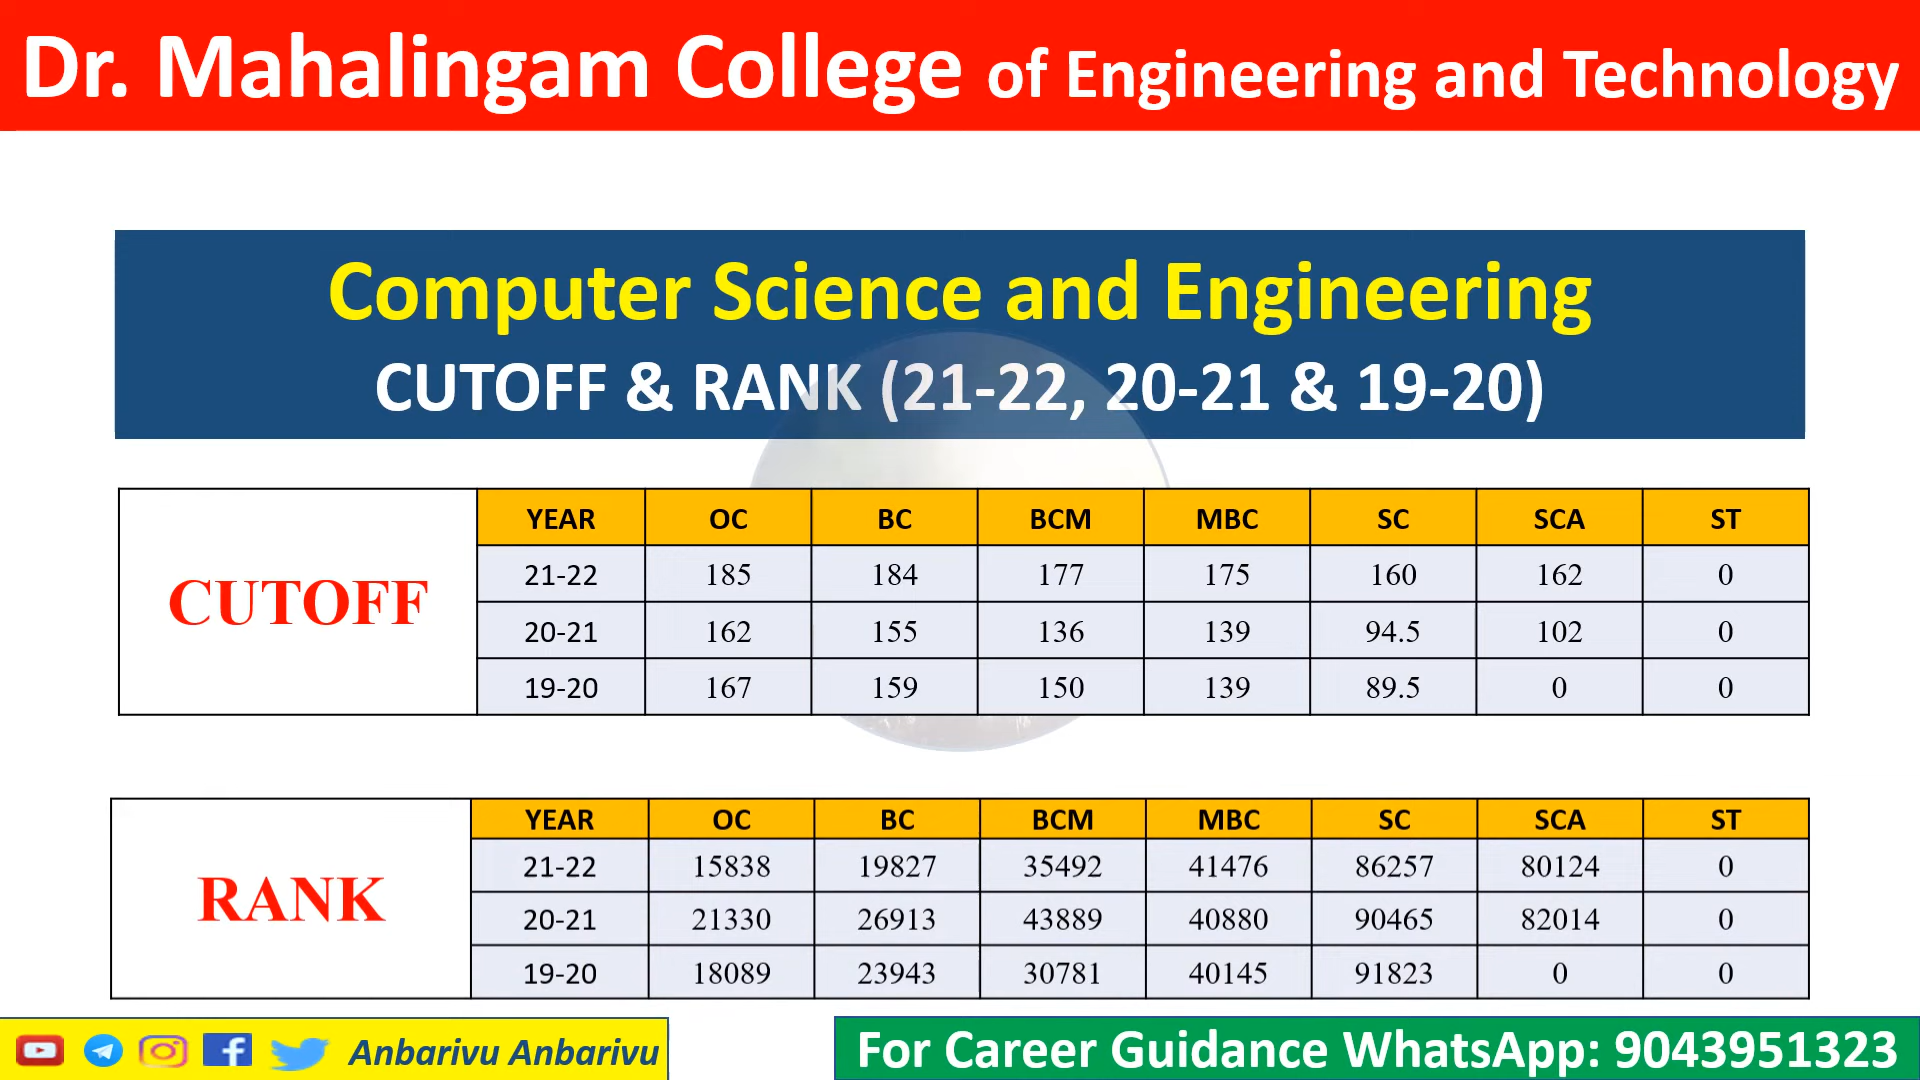 Dr. Mahalingam College of Engineering and Technology
Computer Science and Engineering
CUTOFF & RANK (21-22, 20-21 & 19-20)
CUTOFF
YEAR OC BC BCM MBC SC SCA ST
21-22 185 184 177 175 160 162 0
20-21 162 155 136 139 94.5 102 0
19-20 167 159 150 139 89.5 0 0
RANK
YEAR OC BC BCM MBC SC SCA ST
21-22 15838 19827 35492 41476 86257 80124 0
20-21 21330 26913 43889 40880 90465 82014 0
19-20 18089 23943 30781 40145 91823 0 0
Anbarivu Anbarivu
For Career Guidance WhatsApp: 9043951323